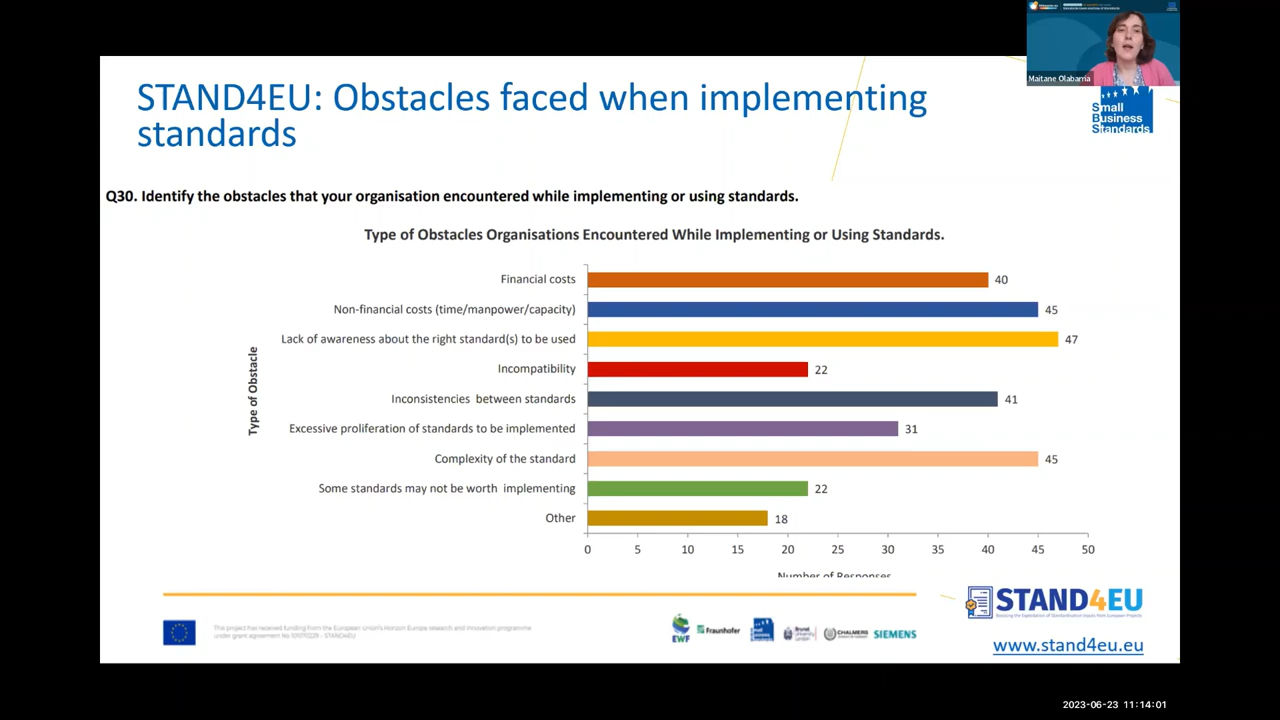 Maitane Olabarria
STAND4EU: Obstacles faced when implementing
standards
Small
Business
Standards
Q30. Identify the obstacles that your organisation encountered while implementing or using standards.
Type of Obstacles Organisations Encountered While Implementing or Using Standards.
Type of Obstacle
Financial costs 40
Non-financial costs (time/manpower/capacity) 45
Lack of awareness about the right standard(s) to be used 47
Incompatibility 22
Inconsistencies between standards 41
Excessive proliferation of standards to be implemented 31
Complexity of the standard 45
Some standards may not be worth implementing 22
Other 18
0 5 10 15 20 25 30 35 40 45 50
Number of Responses
STAND4EU
This project has received funding from the European Union's Horizon Europe research and innovation programme
under grant agreement No
EWF Fraunhofer Brunel University London CHALMERS SIEMENS
www.stand4eu.eu
2023-06-23 11:14:01